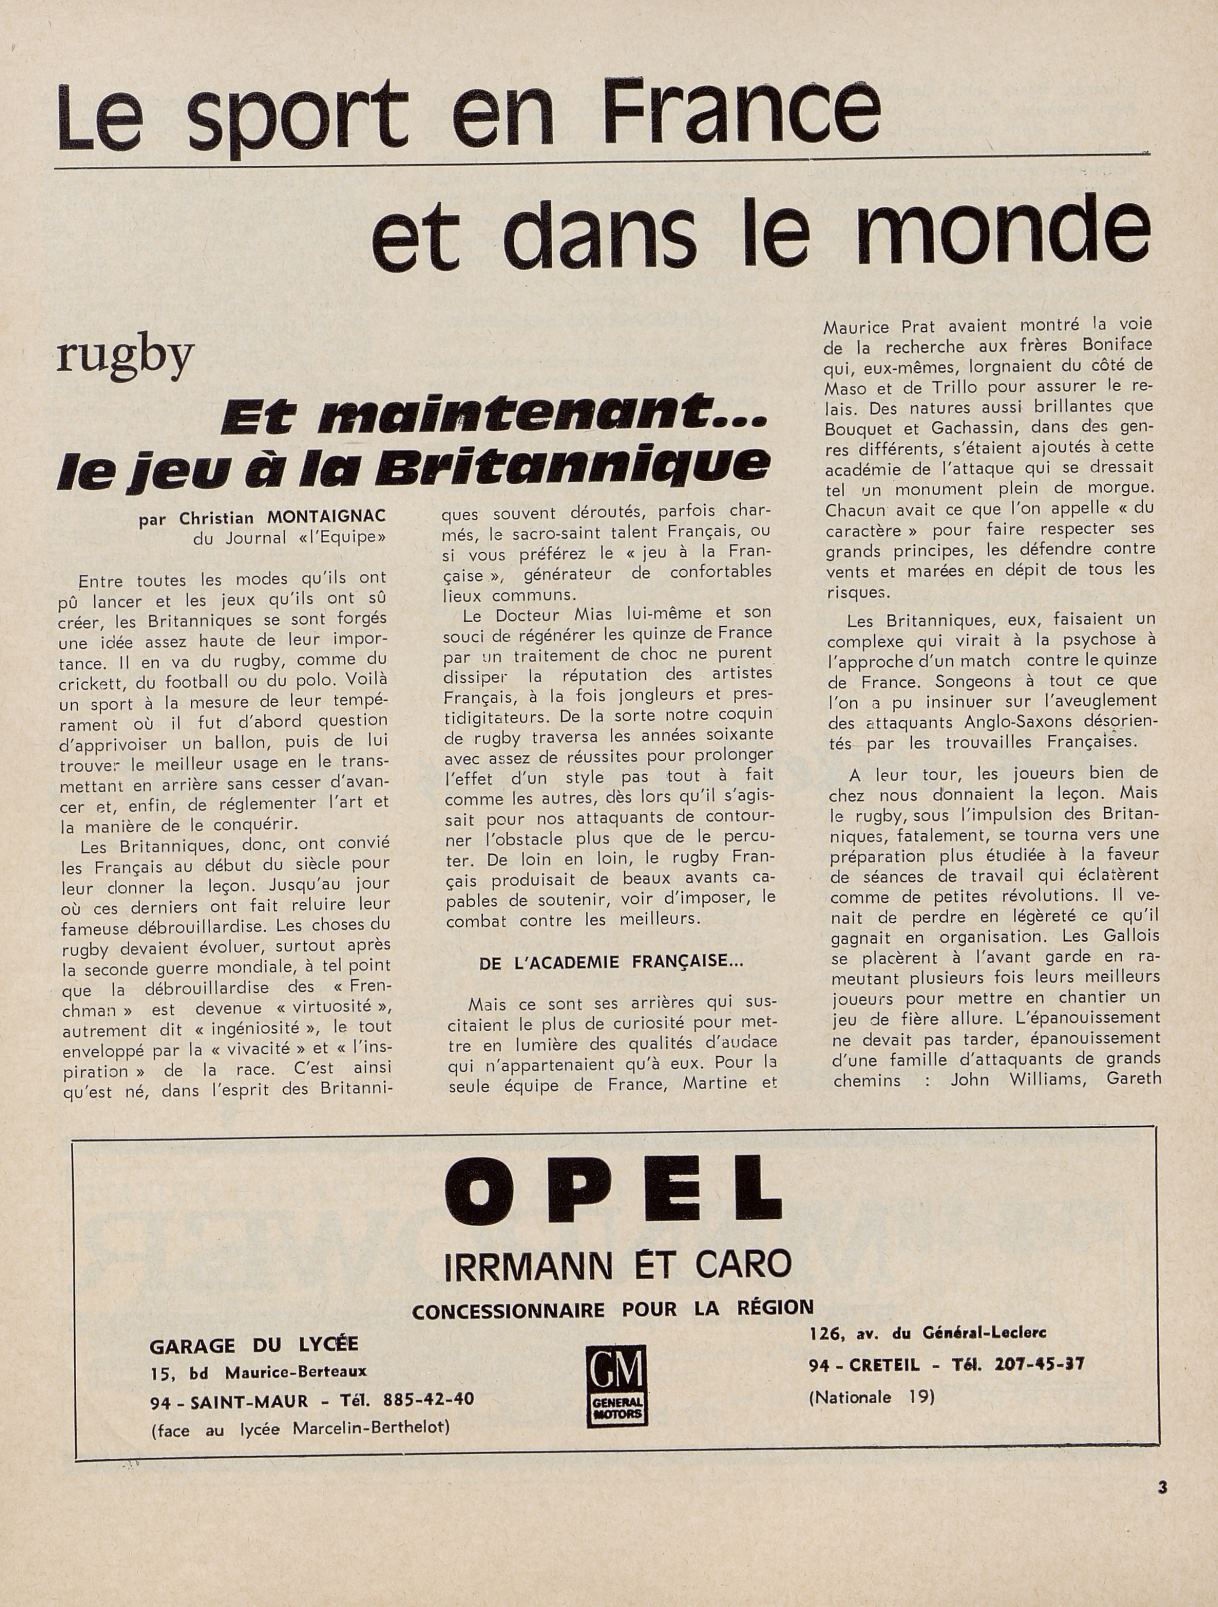 Le sport en France
et dans le monde
rugby
Et maintenant...
le jeu à la Britannique
par Christian MONTAIGNAC
du Journal «l'Equipe»
Entre toutes les modes qu'ils ont
pû lancer et les jeux qu'ils ont sû
créer, les Britanniques se sont forgés
une idée assez haute de leur impor-
tance. Il en va du rugby, comme du
crickett, du football ou du polo. Voilà
un sport à la mesure de leur tempé-
rament où il fut d'abord question
d'apprivoiser un ballon, puis de lui
trouver le meilleur usage en le trans-
mettant en arrière sans cesser d'avan-
cer et, enfin, de réglementer l'art et
la manière de le conquérir.
Les Britanniques, donc, ont convié
les Français au début du siècle pour
leur donner la leçon. Jusqu'au jour
où ces derniers ont fait reluire leur
fameuse débrouillardise. Les choses du
rugby devaient évoluer, surtout après
la seconde guerre mondiale, à tel point
que la débrouillardise des « Fren-
chman » est devenue « virtuosité »,
autrement dit « ingéniosité », le tout
enveloppé par la « vivacité » et « l'ins-
piration » de la race. C'est ainsi
qu'est né, dans l'esprit des Britanni-
ques souvent déroutés, parfois char-
més, le sacro-saint talent Français, ou
si vous préférez le « jeu à la Fran-
çaise », générateur de confortables
lieux communs.
Le Docteur Mias lui-même et son
souci de régénérer les quinze de France
par un traitement de choc ne purent
dissiper la réputation des artistes
Français, à la fois jongleurs et pres-
tidigitateurs. De la sorte notre coquin
de rugby traversa les années soixante
avec assez de réussites pour prolonger
l'effet d'un style pas tout à fait
comme les autres, dès lors qu'il s'agis-
sait pour nos attaquants de contour-
ner l'obstacle plus que de le percu-
ter. De loin en loin, le rugby Fran-
çais produisait de beaux avants ca-
pables de soutenir, voir d'imposer, le
combat contre les meilleurs.
DE L'ACADEMIE FRANÇAISE...
Mais ce sont ses arrières qui sus-
citaient le plus de curiosité pour met-
tre en lumière des qualités d'audace
qui n'appartenaient qu'à eux. Pour la
seule équipe de France, Martine et
Maurice Prat avaient montré la voie
de la recherche aux frères Boniface
qui, eux-mêmes, lorgnaient du côté de
Maso et de Trillo pour assurer le re-
lais. Des natures aussi brillantes que
Bouquet et Gachassin, dans des gen-
res différents, s'étaient ajoutés à cette
académie de l'attaque qui se dressait
tel un monument plein de morgue.
Chacun avait ce que l'on appelle « du
caractère » pour faire respecter ses
grands principes, les défendre contre
vents et marées en dépit de tous les
risques.
Les Britanniques, eux, faisaient un
complexe qui virait à la psychose à
l'approche d'un match contre le quinze
de France. Songeons à tout ce que
l'on a pu insinuer sur l'aveuglement
des attaquants Anglo-Saxons désorien-
tés par les trouvailles Françaises.
A leur tour, les joueurs bien de
chez nous donnaient la leçon. Mais
le rugby, sous l'impulsion des Britan-
niques, fatalement, se tourna vers une
préparation plus étudiée à la faveur
de séances de travail qui éclatèrent
comme de petites révolutions. Il ve-
nait de perdre en légèreté ce qu'il
gagnait en organisation. Les Gallois
se placèrent à l'avant garde en ra-
meutant plusieurs fois leurs meilleurs
joueurs pour mettre en chantier un
jeu de fière allure. L'épanouissement
ne devait pas tarder, épanouissement
d'une famille d'attaquants de grands
chemins : John Williams, Gareth
OPEL
IRRMANN ET CARO
CONCESSIONNAIRE POUR LA RÉGION
GARAGE DU LYCÉE
15, bd Maurice-Berteaux
94 - SAINT-MAUR - Tél. 885-42-40
(face au lycée Marcelin-Berthelot)
GM
GENERAL
MOTORS
126, av. du Général-Leclerc
94 - CRETEIL - Tél. 207-45-37
(Nationale 19)
3